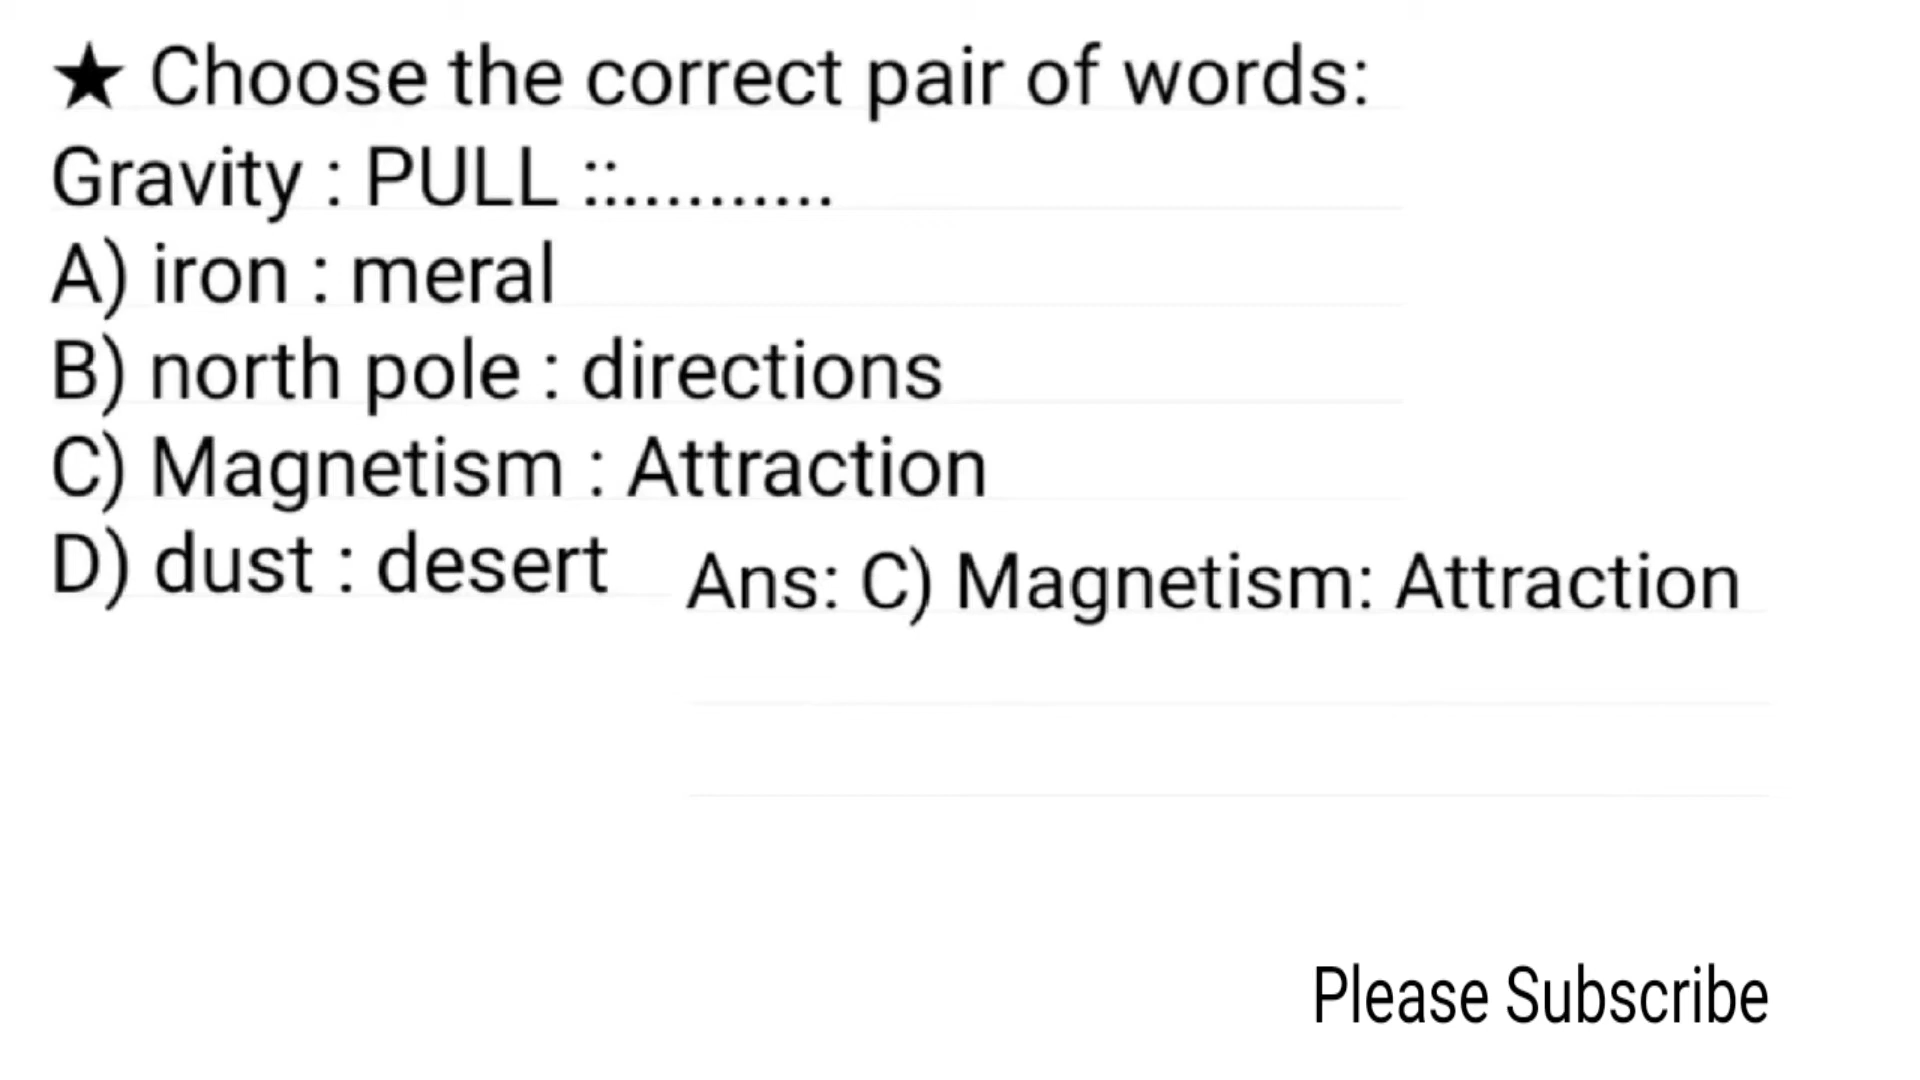 ★ Choose the correct pair of words:
Gravity : PULL ::..........
A) iron : meral
B) north pole : directions
C) Magnetism : Attraction
D) dust : desert
Ans: C) Magnetism: Attraction
Please Subscribe